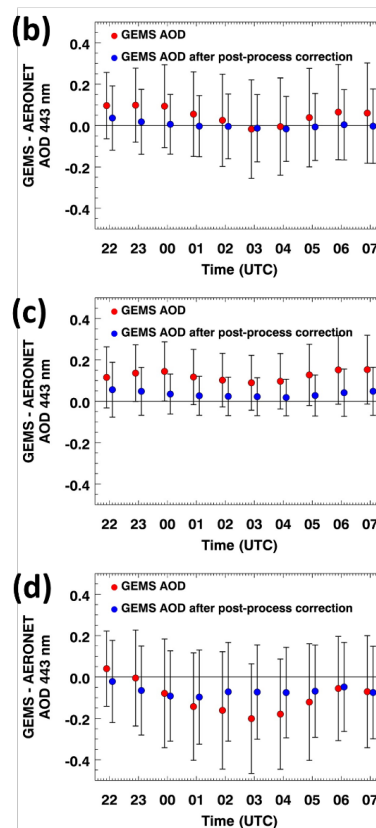 (b)
GEMS AOD
GEMS AOD after post-process correction
GEMS - AERONET
AOD 443 nm
0.4
0.2
0.0
-0.2
-0.4
22 23 00 01 02 03 04 05 06 07
Time (UTC)
(c)
GEMS AOD
GEMS AOD after post-process correction
GEMS - AERONET
AOD 443 nm
0.4
0.2
0.0
-0.2
-0.4
22 23 00 01 02 03 04 05 06 07
Time (UTC)
(d)
GEMS AOD
GEMS AOD after post-process correction
GEMS - AERONET
AOD 443 nm
0.4
0.2
0.0
-0.2
-0.4
22 23 00 01 02 03 04 05 06 07
Time (UTC)